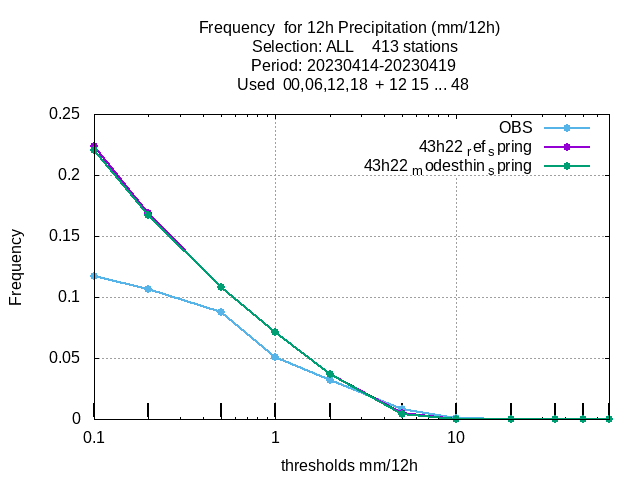 Frequency  for 12h Precipitation (mm/12h)
Selection: ALL    413 stations
Period: 20230414-20230419
Used  00,06,12,18  + 12 15 ... 48
0.25
0.2
0.15
0.1
0.05
0
OBS
43h22 ref spring
43h22 modesthin spring
Frequency
0.1 1 10
thresholds mm/12h